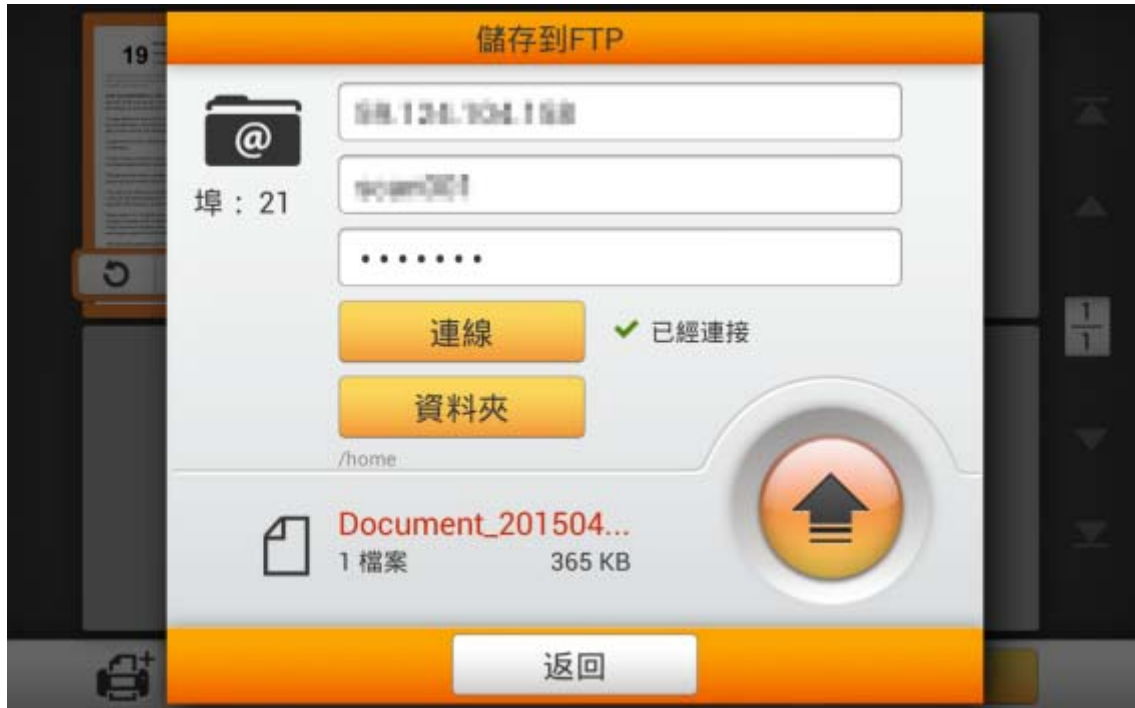 儲存到FTP
19
@
埠：21
•••••••
連線
已經連接
資料夾
/home
Document_201504...
1 檔案 365 KB
返回
1
1